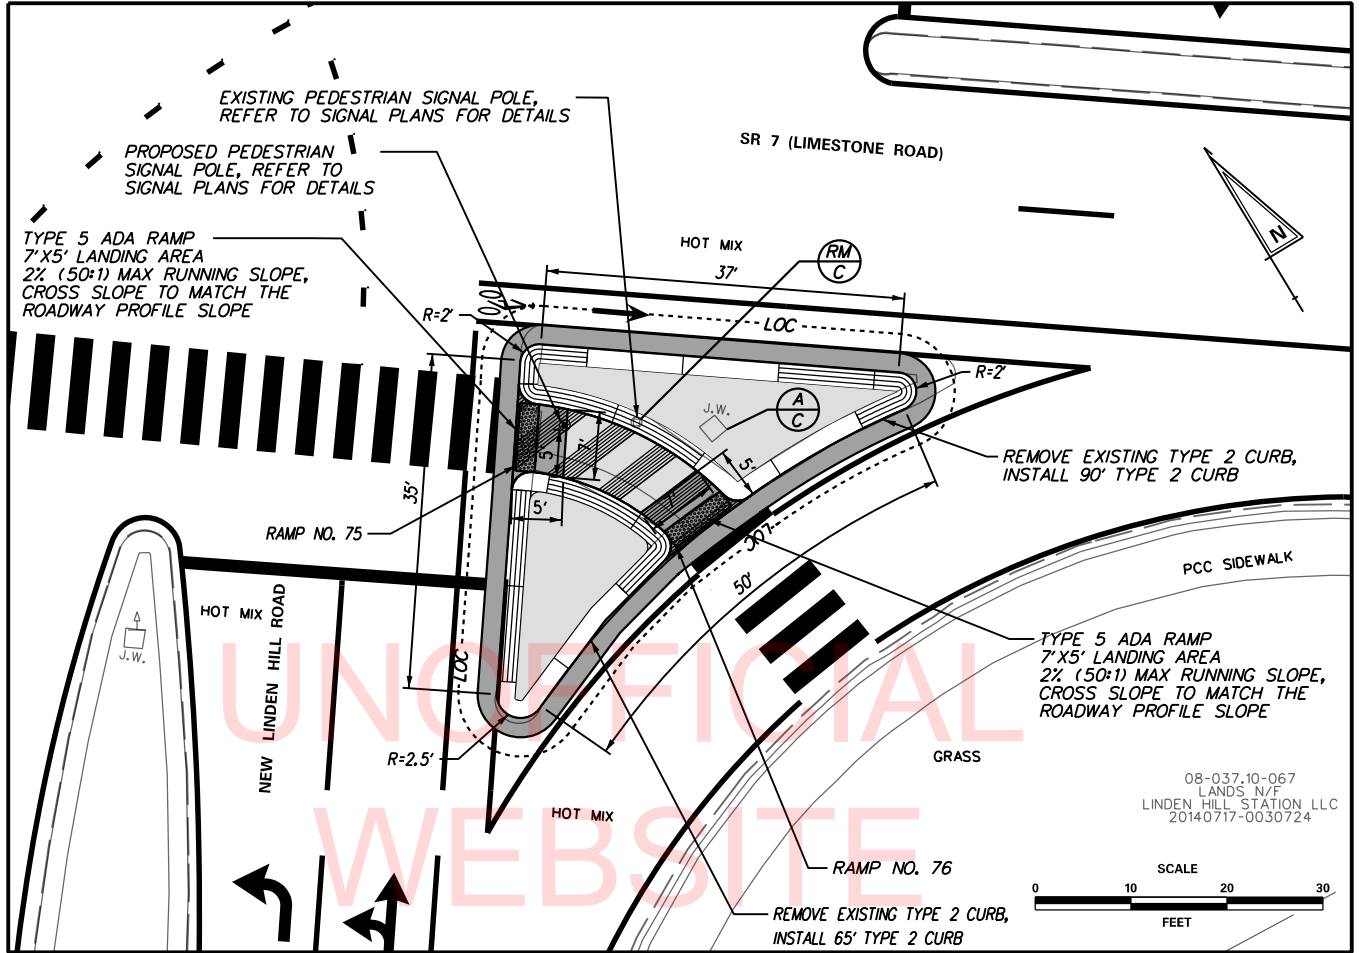 EXISTING PEDESTRIAN SIGNAL POLE,
REFER TO SIGNAL PLANS FOR DETAILS
PROPOSED PEDESTRIAN
SIGNAL POLE, REFER TO
SIGNAL PLANS FOR DETAILS
TYPE 5 ADA RAMP
7'X5' LANDING AREA
2% (50:1) MAX RUNNING SLOPE,
CROSS SLOPE TO MATCH THE
ROADWAY PROFILE SLOPE
SR 7 (LIMESTONE ROAD)
N
HOT MIX
RM
C
37'
LOC
R=2'
R=2'
J.W.
A
C
5'
7'
5'
7'
5'
35'
REMOVE EXISTING TYPE 2 CURB,
INSTALL 90' TYPE 2 CURB
RAMP NO. 75
LOC
50'
PCC SIDEWALK
HOT MIX
NEW LINDEN HILL ROAD
J.W.
LOC
TYPE 5 ADA RAMP
7'X5' LANDING AREA
2% (50:1) MAX RUNNING SLOPE,
CROSS SLOPE TO MATCH THE
ROADWAY PROFILE SLOPE
UNOFFICIAL
WEBSITE
R=2.5'
GRASS
08-037.10-067
LANDS N/F
LINDEN HILL STATION LLC
20140717-0030724
HOT MIX
RAMP NO. 76
REMOVE EXISTING TYPE 2 CURB,
INSTALL 65' TYPE 2 CURB
SCALE
0 10 20 30
FEET